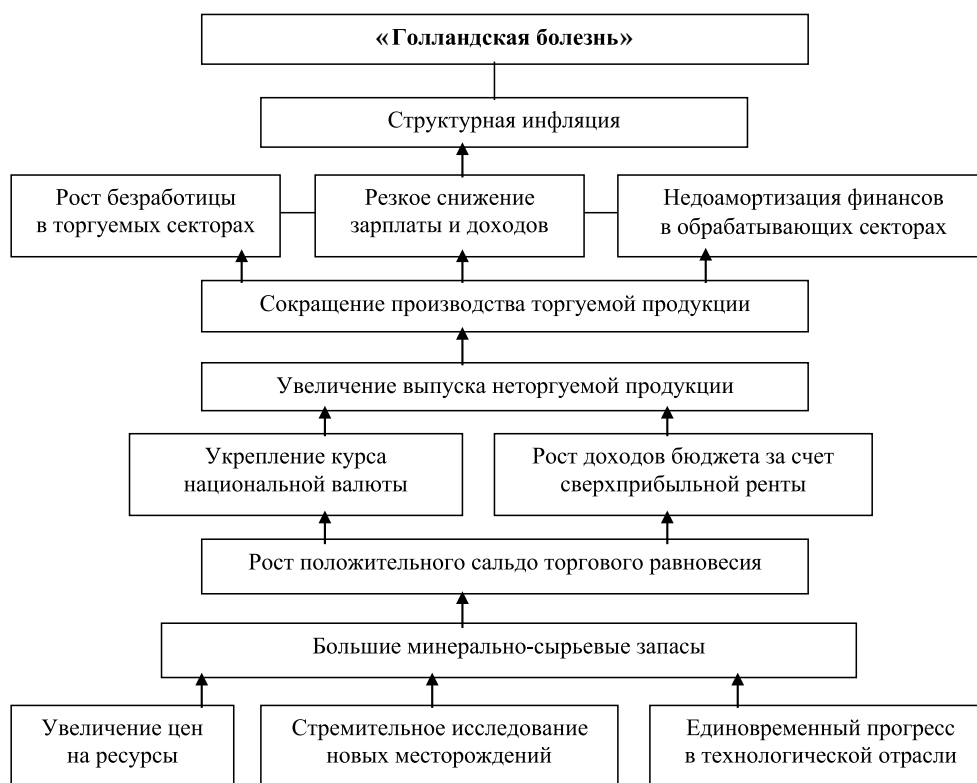 «Голландская болезнь»
Структурная инфляция
Рост безработицы
в торгуемых секторах
Резкое снижение
зарплаты и доходов
Недоамортизация финансов
в обрабатывающих секторах
Сокращение производства торгуемой продукции
Увеличение выпуска неторгуемой продукции
Укрепление курса
национальной валюты
Рост доходов бюджета за счет
сверхприбыльной ренты
Рост положительного сальдо торгового равновесия
Большие минерально-сырьевые запасы
Увеличение цен
на ресурсы
Стремительное исследование
новых месторождений
Единовременный прогресс
в технологической отрасли